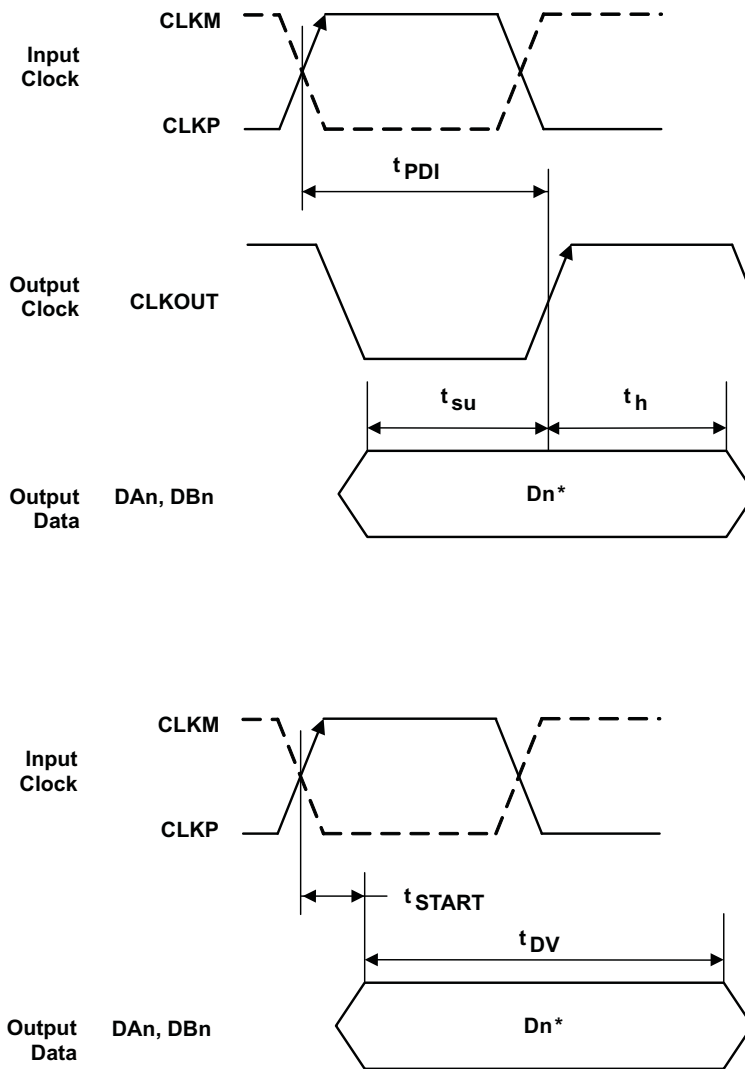 CLKM
Input
Clock
CLKP
tPDI
Output
Clock
CLKOUT
tsu
th
Output
Data
DAn, DBn
Dn*
CLKM
Input
Clock
CLKP
tSTART
tDV
Output
Data
DAn, DBn
Dn*